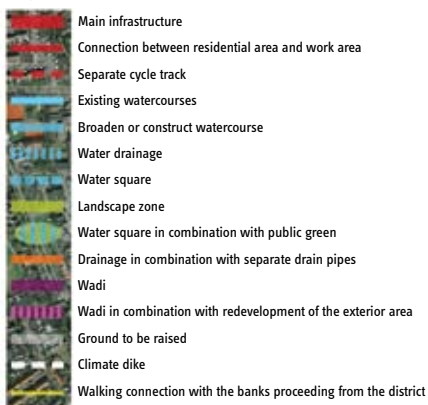 Main infrastructure
Connection between residential area and work area
Separate cycle track
Existing watercourses
Broaden or construct watercourse
Water drainage
Water square
Landscape zone
Water square in combination with public green
Drainage in combination with separate drain pipes
Wadi
Wadi in combination with redevelopment of the exterior area
Ground to be raised
Climate dike
Walking connection with the banks proceeding from the district